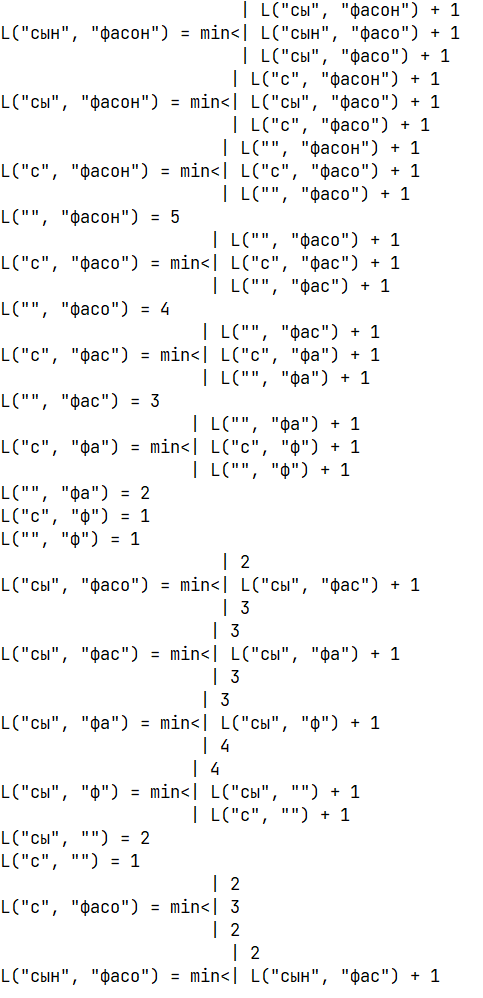 | L("сы", "фасон") + 1
L("сын", "фасон") = min<| L("сын", "фасо") + 1
| L("сы", "фасо") + 1
| L("с", "фасон") + 1
L("сы", "фасон") = min<| L("сы", "фасо") + 1
| L("с", "фасо") + 1
| L("", "фасон") + 1
L("с", "фасон") = min<| L("с", "фасо") + 1
| L("", "фасо") + 1
L("", "фасон") = 5
| L("", "фасо") + 1
L("с", "фасо") = min<| L("с", "фас") + 1
| L("", "фас") + 1
L("", "фасо") = 4
| L("", "фас") + 1
L("с", "фас") = min<| L("с", "фа") + 1
| L("", "фа") + 1
L("", "фас") = 3
| L("", "фа") + 1
L("с", "фа") = min<| L("с", "ф") + 1
| L("", "ф") + 1
L("", "фа") = 2
L("с", "ф") = 1
L("", "ф") = 1
| 2
L("сы", "фасо") = min<| L("сы", "фас") + 1
| 3
| 3
L("сы", "фас") = min<| L("сы", "фа") + 1
| 3
| 3
L("сы", "фа") = min<| L("сы", "ф") + 1
| 4
| 4
L("сы", "ф") = min<| L("сы", "") + 1
| L("с", "") + 1
L("сы", "") = 2
L("с", "") = 1
| 2
L("с", "фасо") = min<| 3
| 2
| 2
L("сын", "фасо") = min<| L("сын", "фас") + 1